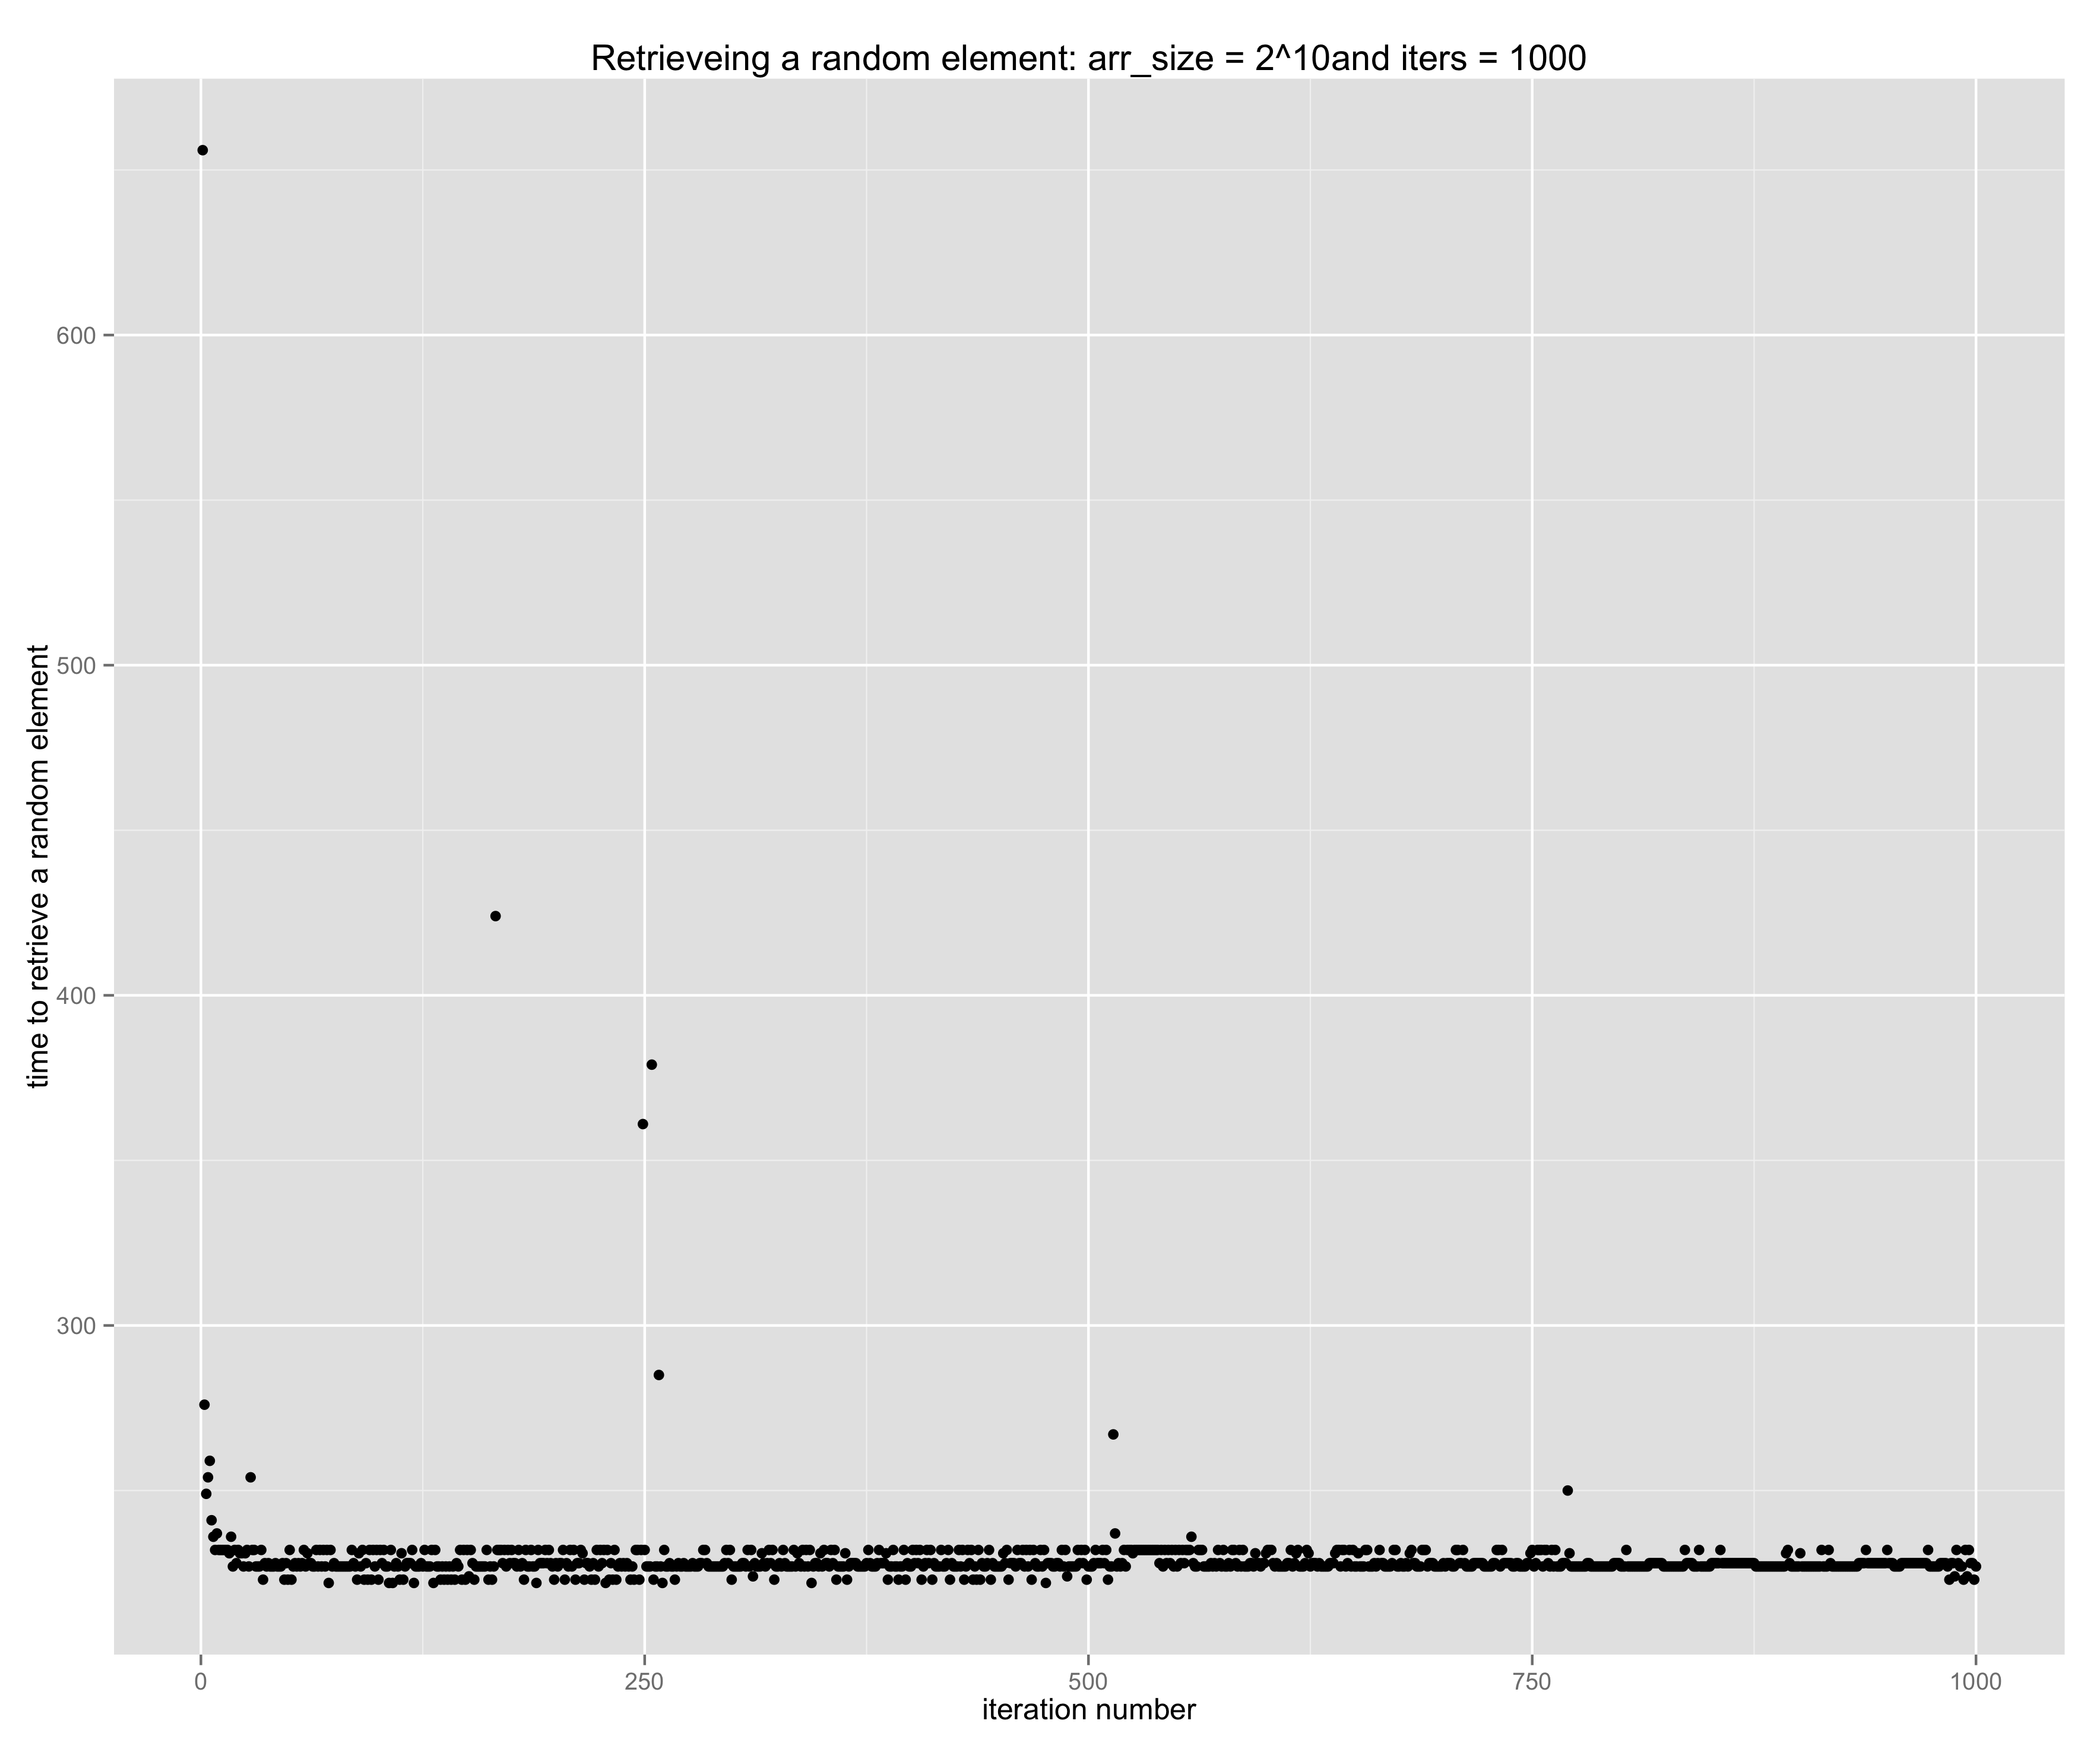 Retrieveing a random element: arr_size = 2^10and iters = 1000
time to retrieve a random element
600
500
400
300
0 250 500 750 1000
iteration number